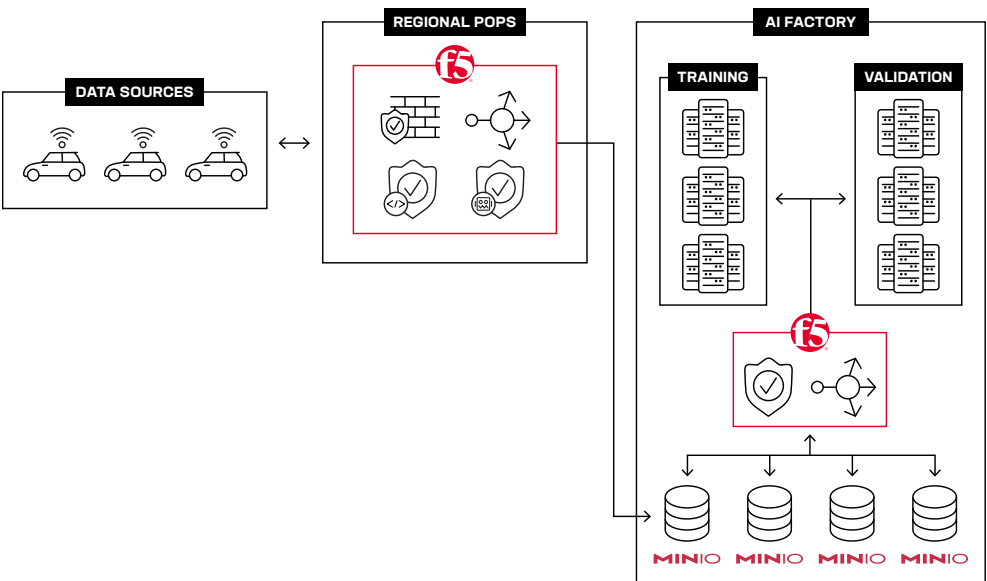 REGIONAL POPS
AI FACTORY
f5
DATA SOURCES
TRAINING
VALIDATION
</>
f5
MINIO MINIO MINIO MINIO